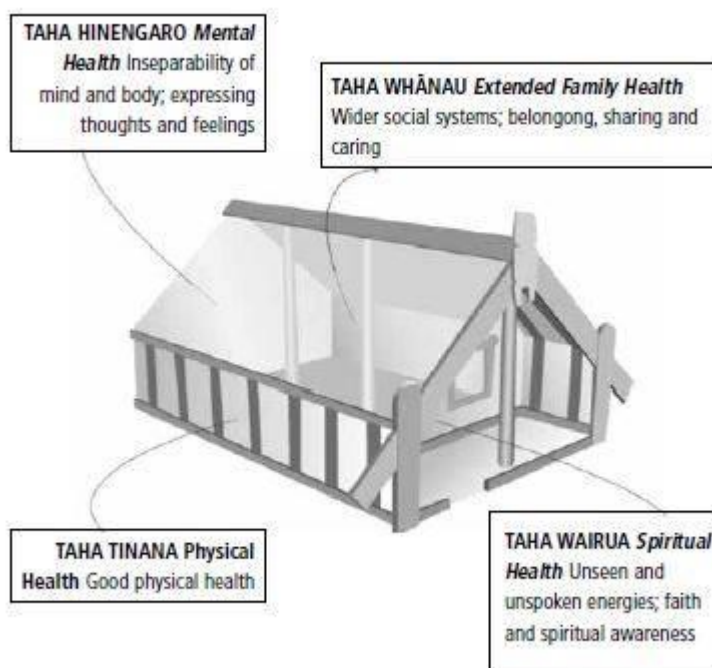 TAHA HINENGARO Mental
Health Inseparability of
mind and body; expressing
thoughts and feelings
TAHA WHĀNAU Extended Family Health
Wider social systems; belongong, sharing and
caring
TAHA TINANA Physical
Health Good physical health
TAHA WAIRUA Spiritual
Health Unseen and
unspoken energies; faith
and spiritual awareness